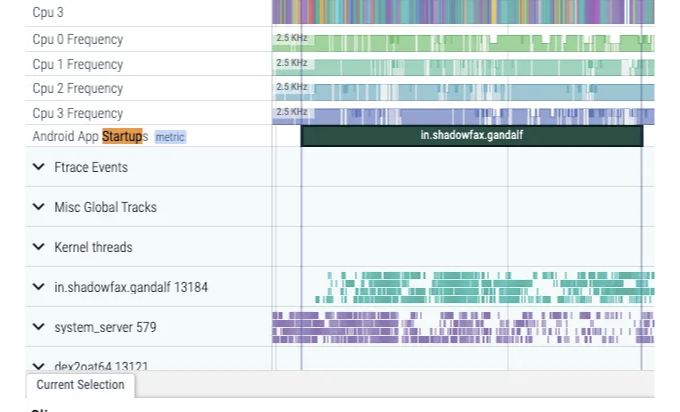 Cpu 3
Cpu 0 Frequency 2.5 KHz
Cpu 1 Frequency 2.5 KHz
Cpu 2 Frequency 2.5 KHz
Cpu 3 Frequency 2.5 KHz
Android App Startups metric in.shadowfax.gandalf
Ftrace Events
Misc Global Tracks
Kernel threads
in.shadowfax.gandalf 13184
system_server 579
dex2oat64 13121
Current Selection